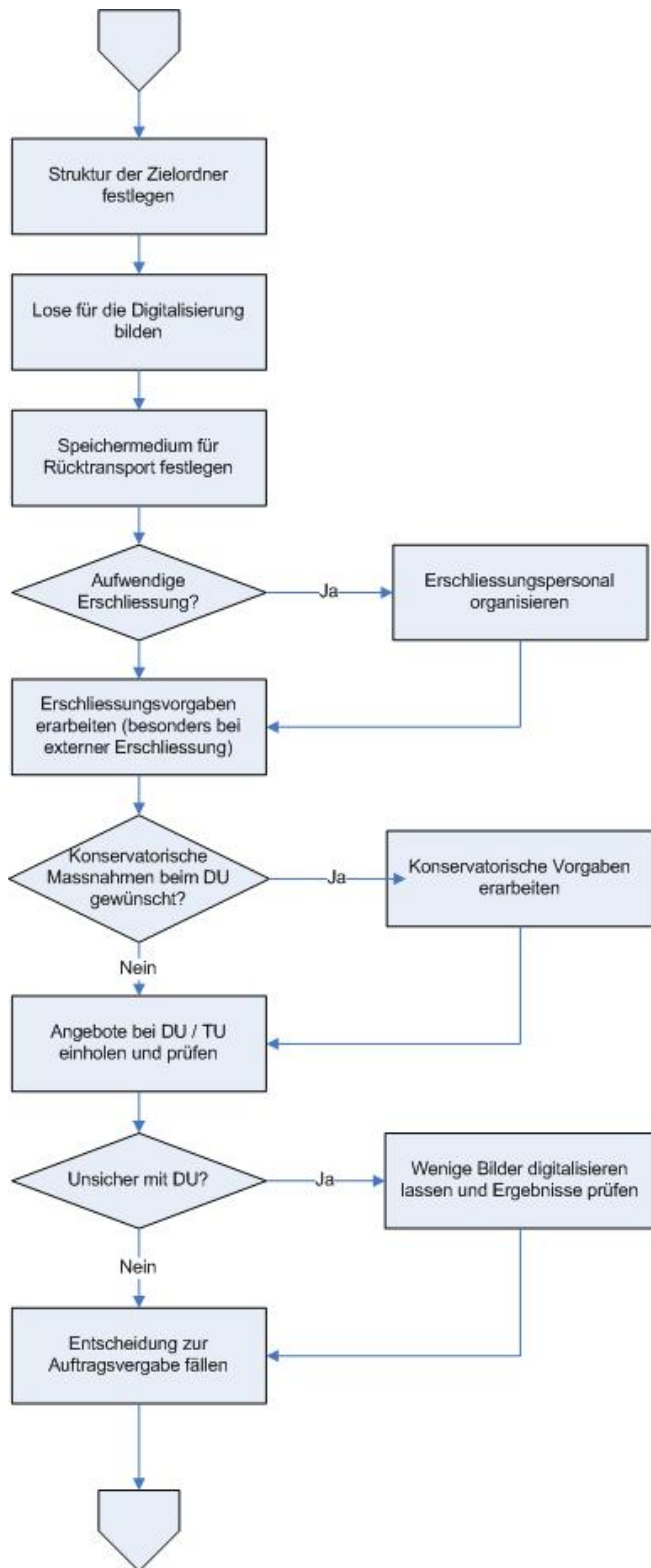 Struktur der Zielordner
festlegen
Lose für die Digitalisierung
bilden
Speichermedium für
Rücktransport festlegen
Aufwendige
Erschliessung?
Ja
Erschliessungspersonal
organisieren
Erschliessungsvorgaben
erarbeiten (besonders bei
externer Erschliessung)
Konservatorische
Massnahmen beim DU
gewünscht?
Ja
Konservatorische Vorgaben
erarbeiten
Nein
Angebote bei DU / TU
einholen und prüfen
Unsicher mit DU?
Ja
Wenige Bilder digitalisieren
lassen und Ergebnisse prüfen
Nein
Entscheidung zur
Auftragsvergabe fällen